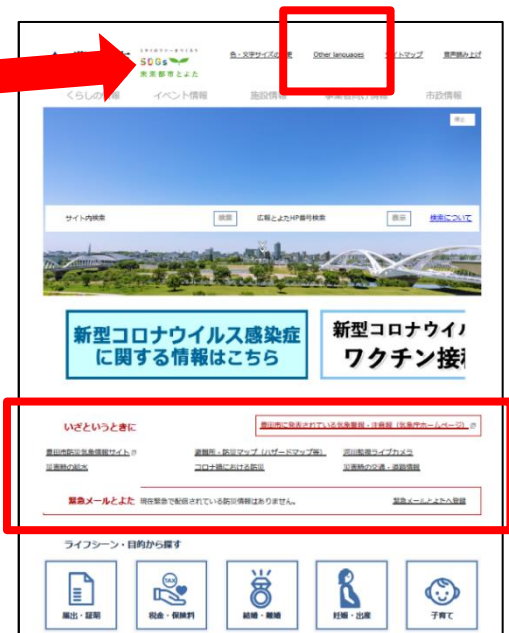 SDGs
未来都市とよた
色・文字サイズの
Other languages
サイトマップ
音声読み上げ
くらしの
イベント情報
施設情報
市政情報
停止
サイト内検索
検索
広報とよたHP番号検索
表示
検索について
新型コロナウイルス感染症
に関する情報はこちら
新型コロナウイ
ワクチン接種
いざというときに
豊田市に発表されている気象警報・注意報(気象庁ホームページ)
豊田市防災気象情報サイト
避難所・防災マップ(ハザードマップ等)
河川監視ライブカメラ
災害時の給水
コロナ禍における防災
災害時の交通・道路情報
緊急メールとよた
現在緊急で配信されている防災情報はありません。
緊急メールとよたへ登録
ライフシーン・目的から探す
TAX
届出・証明
税金・保険料
結婚・離婚
妊娠・出産
子育て